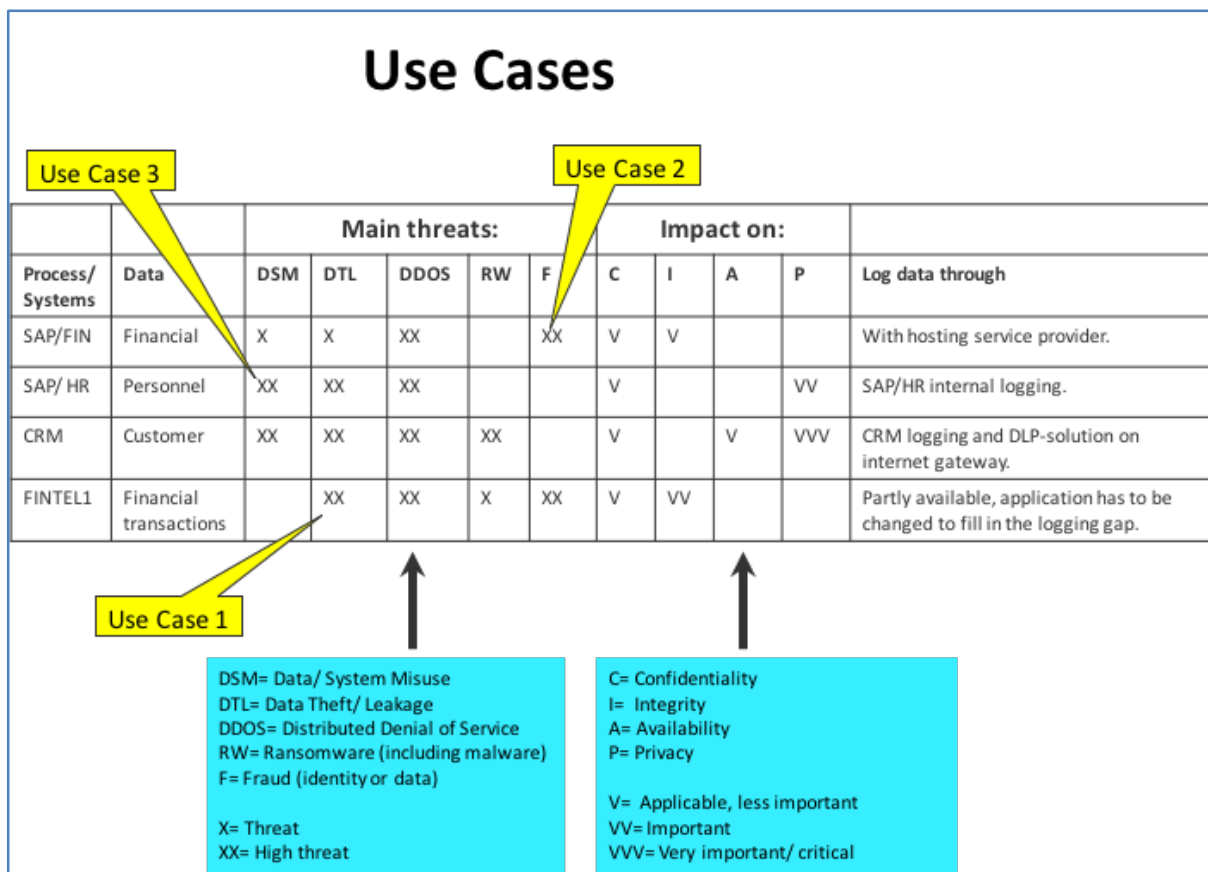 Use Cases
Use Case 3
Use Case 2
Main threats: Impact on:
Process/ Data DSM DTL DDOS RW F C I A P Log data through
Systems
SAP/FIN Financial X X XX XX V V With hosting service provider.
SAP/ HR Personnel XX XX XX V VV SAP/HR internal logging.
CRM Customer XX XX XX XX V V VVV CRM logging and DLP-solution on
internet gateway.
FINTEL1 Financial XX XX X XX V VV Partly available, application has to be
transactions changed to fill in the logging gap.
Use Case 1
DSM= Data/ System Misuse
DTL= Data Theft/ Leakage
DDOS= Distributed Denial of Service
RW= Ransomware (including malware)
F= Fraud (identity or data)
X= Threat
XX= High threat
C= Confidentiality
I= Integrity
A= Availability
P= Privacy
V= Applicable, less important
VV= Important
VVV= Very important/ critical